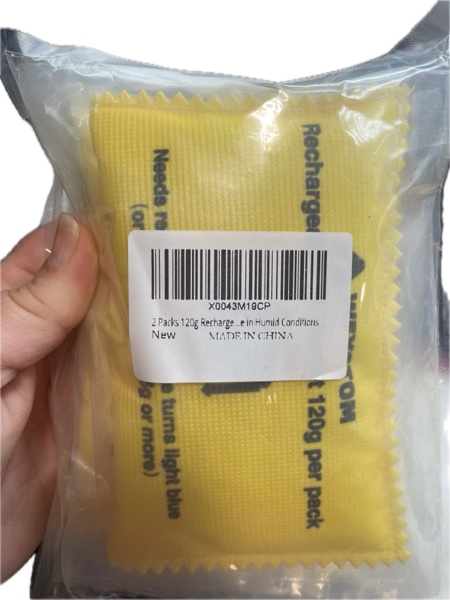 X0043M19CP
2 Packs 120g Recharge...e in Humid Conditions
New MADE IN CHINA
TOM
Recharge
t 120g per pack
Needs re
turns light blue
(or
g or more)